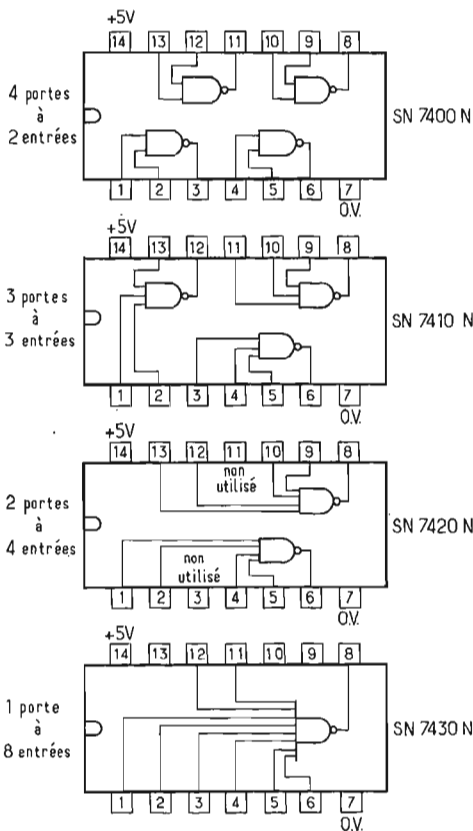 +5V
14 13 12 11 10 9 8
4 portes
à
2 entrées
SN 7400 N
1 2 3 4 5 6 7
O.V.
+5V
14 13 12 11 10 9 8
3 portes
à
3 entrées
SN 7410 N
1 2 3 4 5 6 7
O.V.
+5V
14 13 12 11 10 9 8
non
utilisé
2 portes
à
4 entrées
SN 7420 N
non
utilisé
1 2 3 4 5 6 7
O.V.
+5V
14 13 12 11 10 9 8
1 porte
à
8 entrées
SN 7430 N
1 2 3 4 5 6 7
O.V.